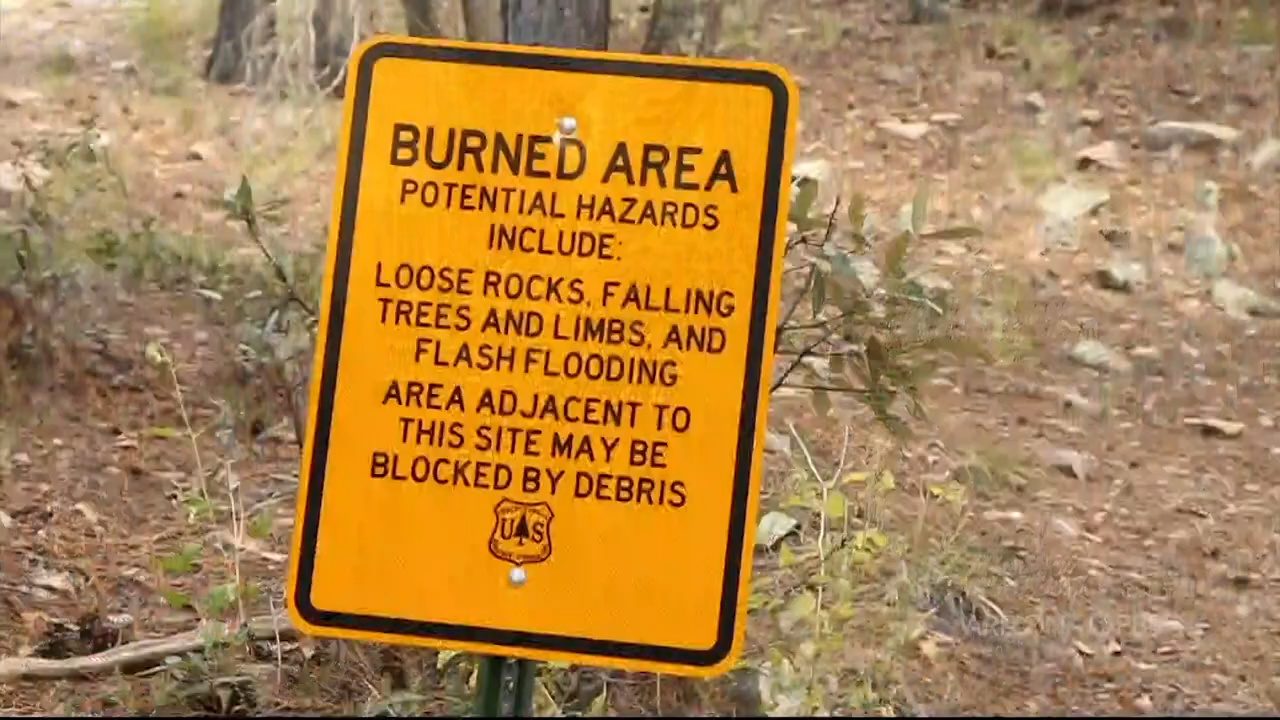 BURNED AREA
POTENTIAL HAZARDS
INCLUDE:
LOOSE ROCKS, FALLING
TREES AND LIMBS, AND
FLASH FLOODING
AREA ADJACENT TO
THIS SITE MAY BE
BLOCKED BY DEBRIS
U S